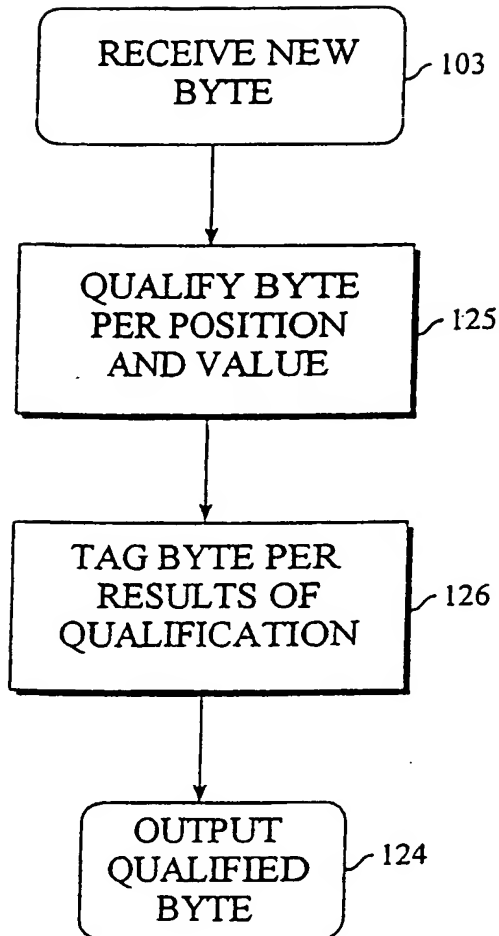 RECEIVE NEW
BYTE
103
QUALIFY BYTE
PER POSITION
AND VALUE
125
TAG BYTE PER
RESULTS OF
QUALIFICATION
126
OUTPUT
QUALIFIED
BYTE
124